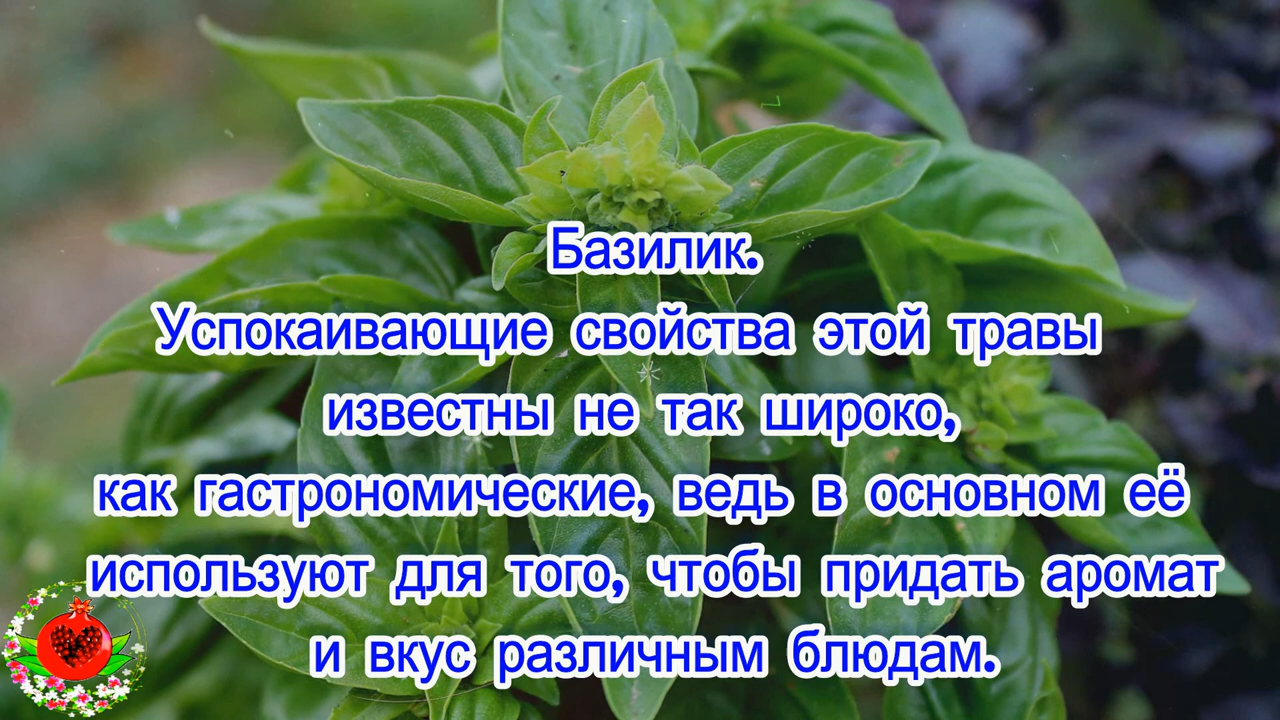 Базилик.
Успокаивающие свойства этой травы
известны не так широко,
как гастрономические, ведь в основном её
используют для того, чтобы придать аромат
и вкус различным блюдам.